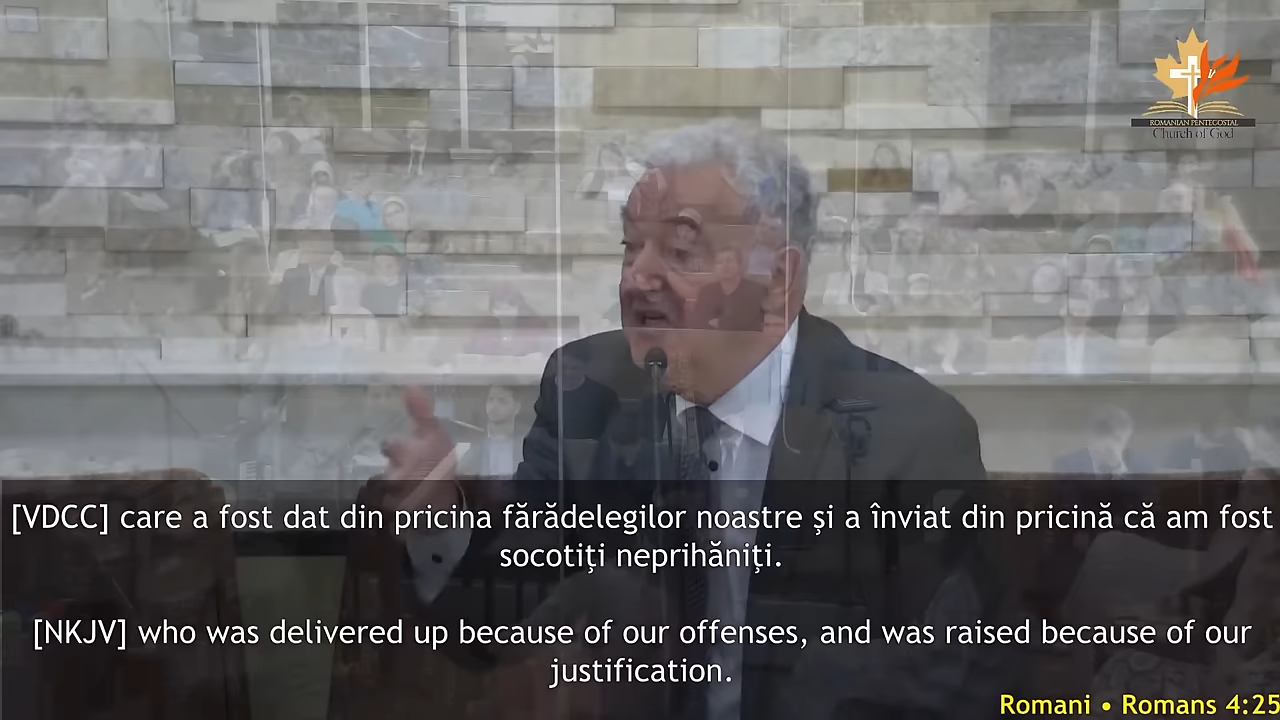 ROMANIAN PENTECOSTAL
Church of God
[VDCC] care a fost dat din pricina fărădelegilor noastre și a înviat din pricină că am fost
socotiți neprihăniți.
[NKJV] who was delivered up because of our offenses, and was raised because of our
justification.
Romani • Romans 4:25